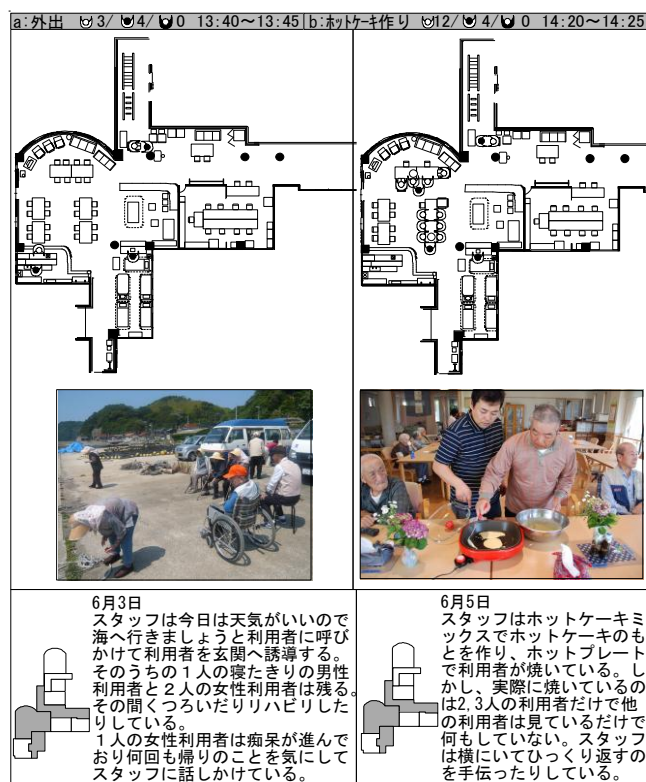 a:外出 3/ 4/ 0 13:40～13:45
b:ホットケーキ作り 12/ 4/ 0 14:20～14:25
6月3日
スタッフは今日は天気がいいので
海へ行きましょうと利用者に呼び
かけて利用者を玄関へ誘導する。
そのうちの１人の寝たきりの男性
利用者と２人の女性利用者は残る。
その間くつろいだりリハビリした
りしている。
１人の女性利用者は痴呆が進んで
おり何回も帰りのことを気にして
スタッフに話しかけている。
6月5日
スタッフはホットケーキミ
ックスでホットケーキのも
とを作り、ホットプレート
で利用者が焼いている。し
かし、実際に焼いているの
は2,3人の利用者だけで他
の利用者は見ているだけで
何もしていない。スタッフ
は横にいてひっくり返すの
を手伝ったりしている。